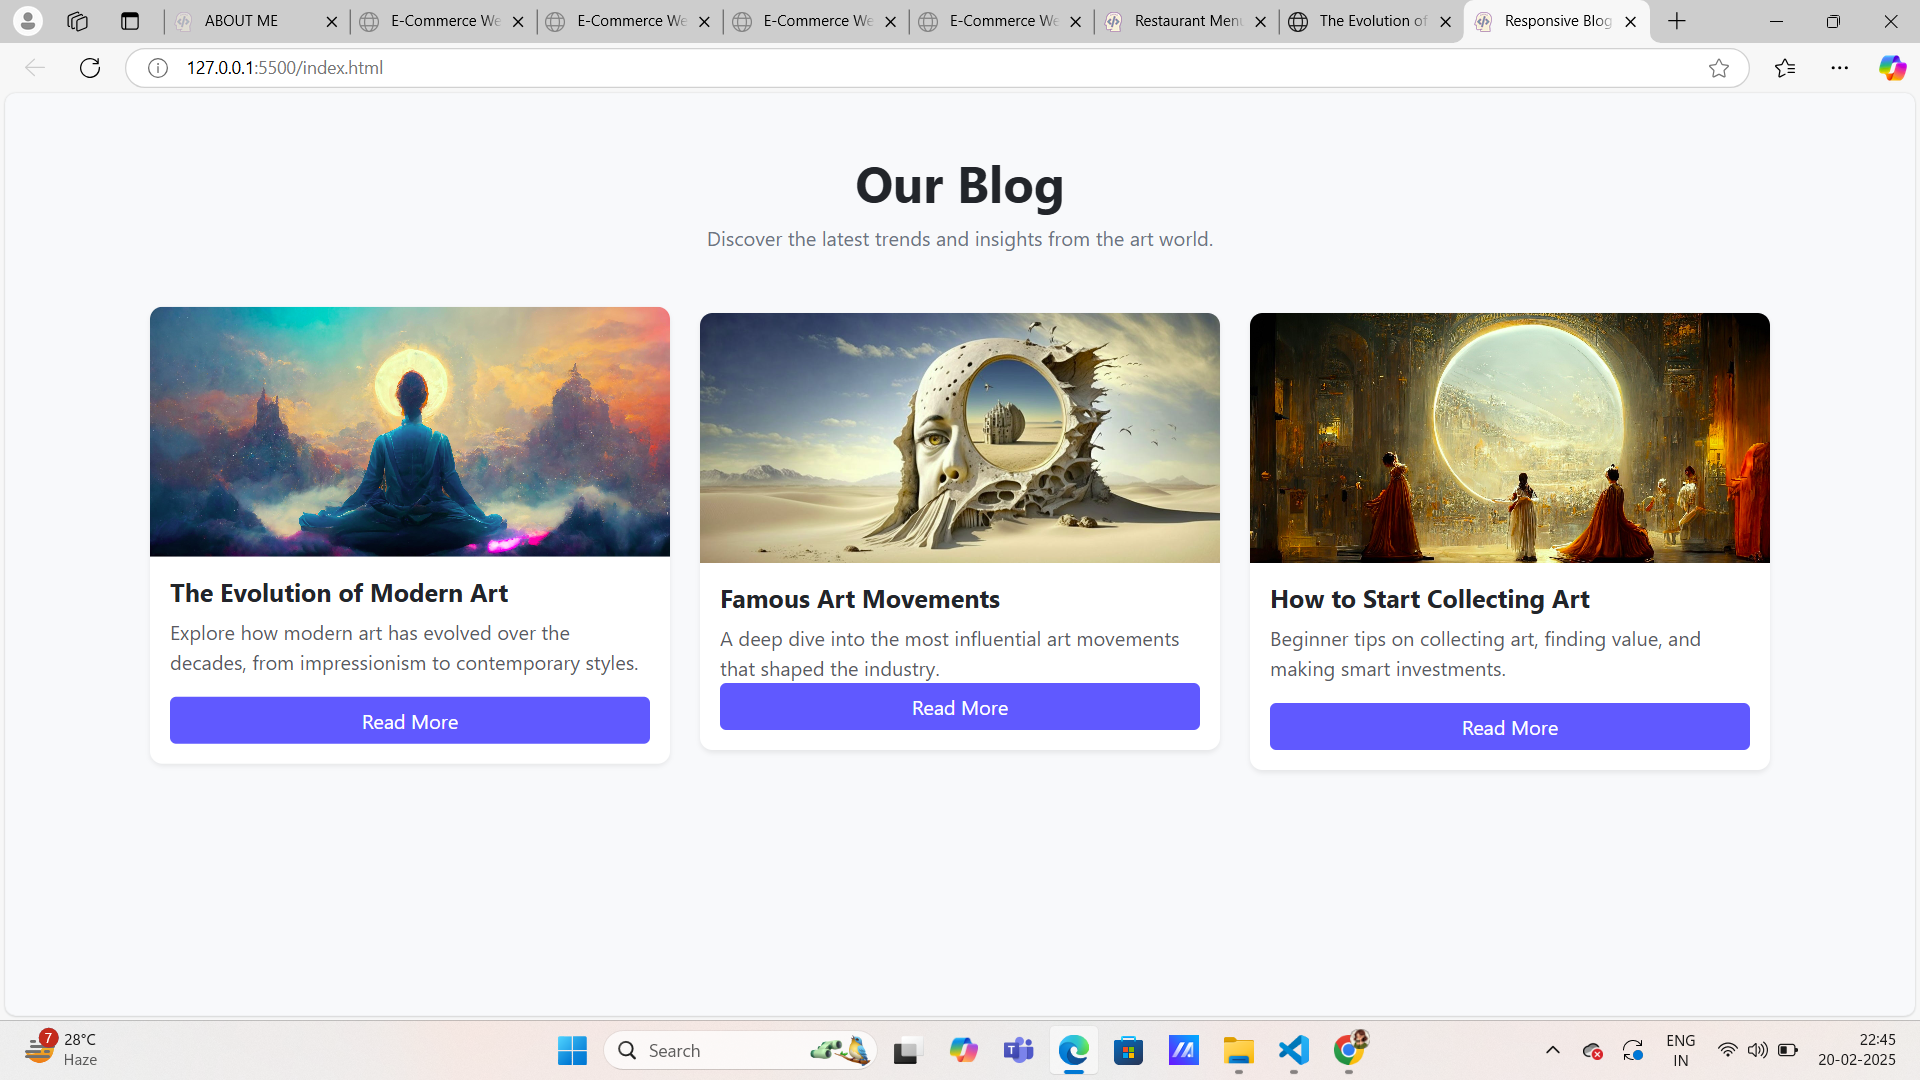 ABOUT ME
E-Commerce We
E-Commerce We
E-Commerce We
E-Commerce We
Restaurant Menu
The Evolution of
Responsive Blog
127.0.0.1:5500/index.html
Our Blog
Discover the latest trends and insights from the art world.
The Evolution of Modern Art
Explore how modern art has evolved over the
decades, from impressionism to contemporary styles.
Read More
Famous Art Movements
A deep dive into the most influential art movements
that shaped the industry.
Read More
How to Start Collecting Art
Beginner tips on collecting art, finding value, and
making smart investments.
Read More
7
28°C
Haze
Search
ENG
IN
22:45
20-02-2025